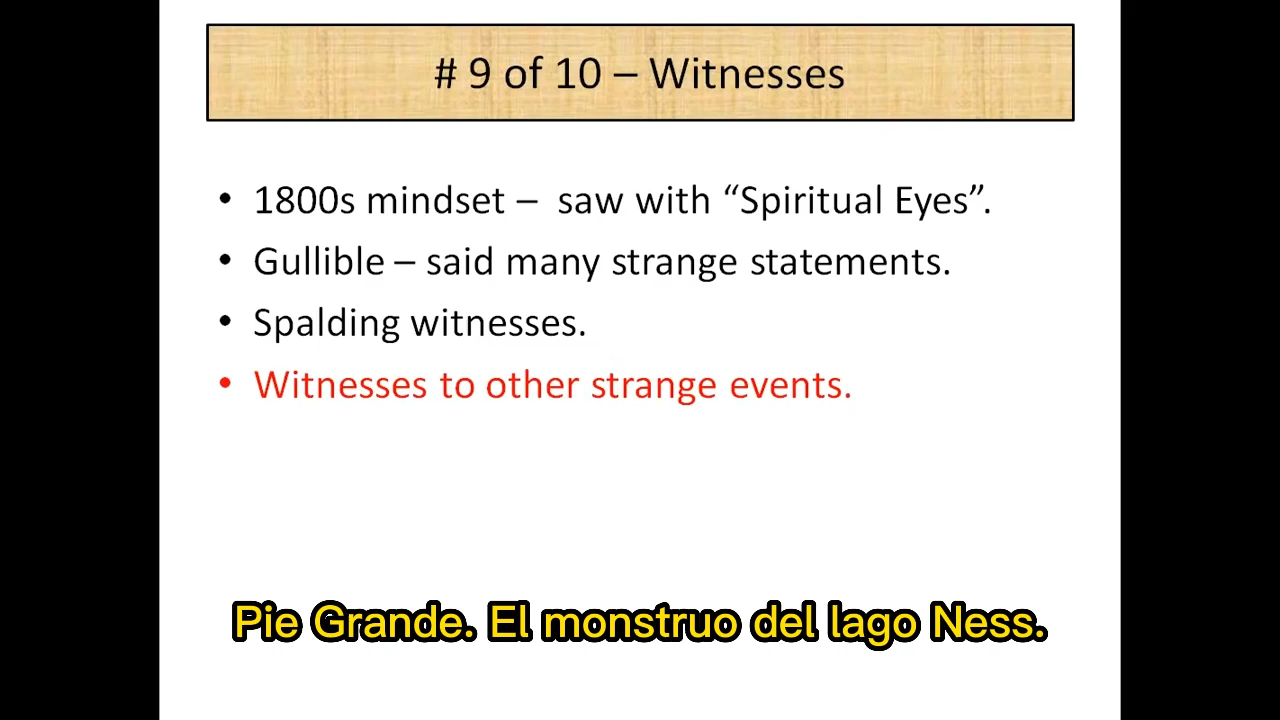 # 9 of 10 – Witnesses
• 1800s mindset – saw with “Spiritual Eyes”.
• Gullible – said many strange statements.
• Spalding witnesses.
• Witnesses to other strange events.
Pie Grande. El monstruo del lago Ness.